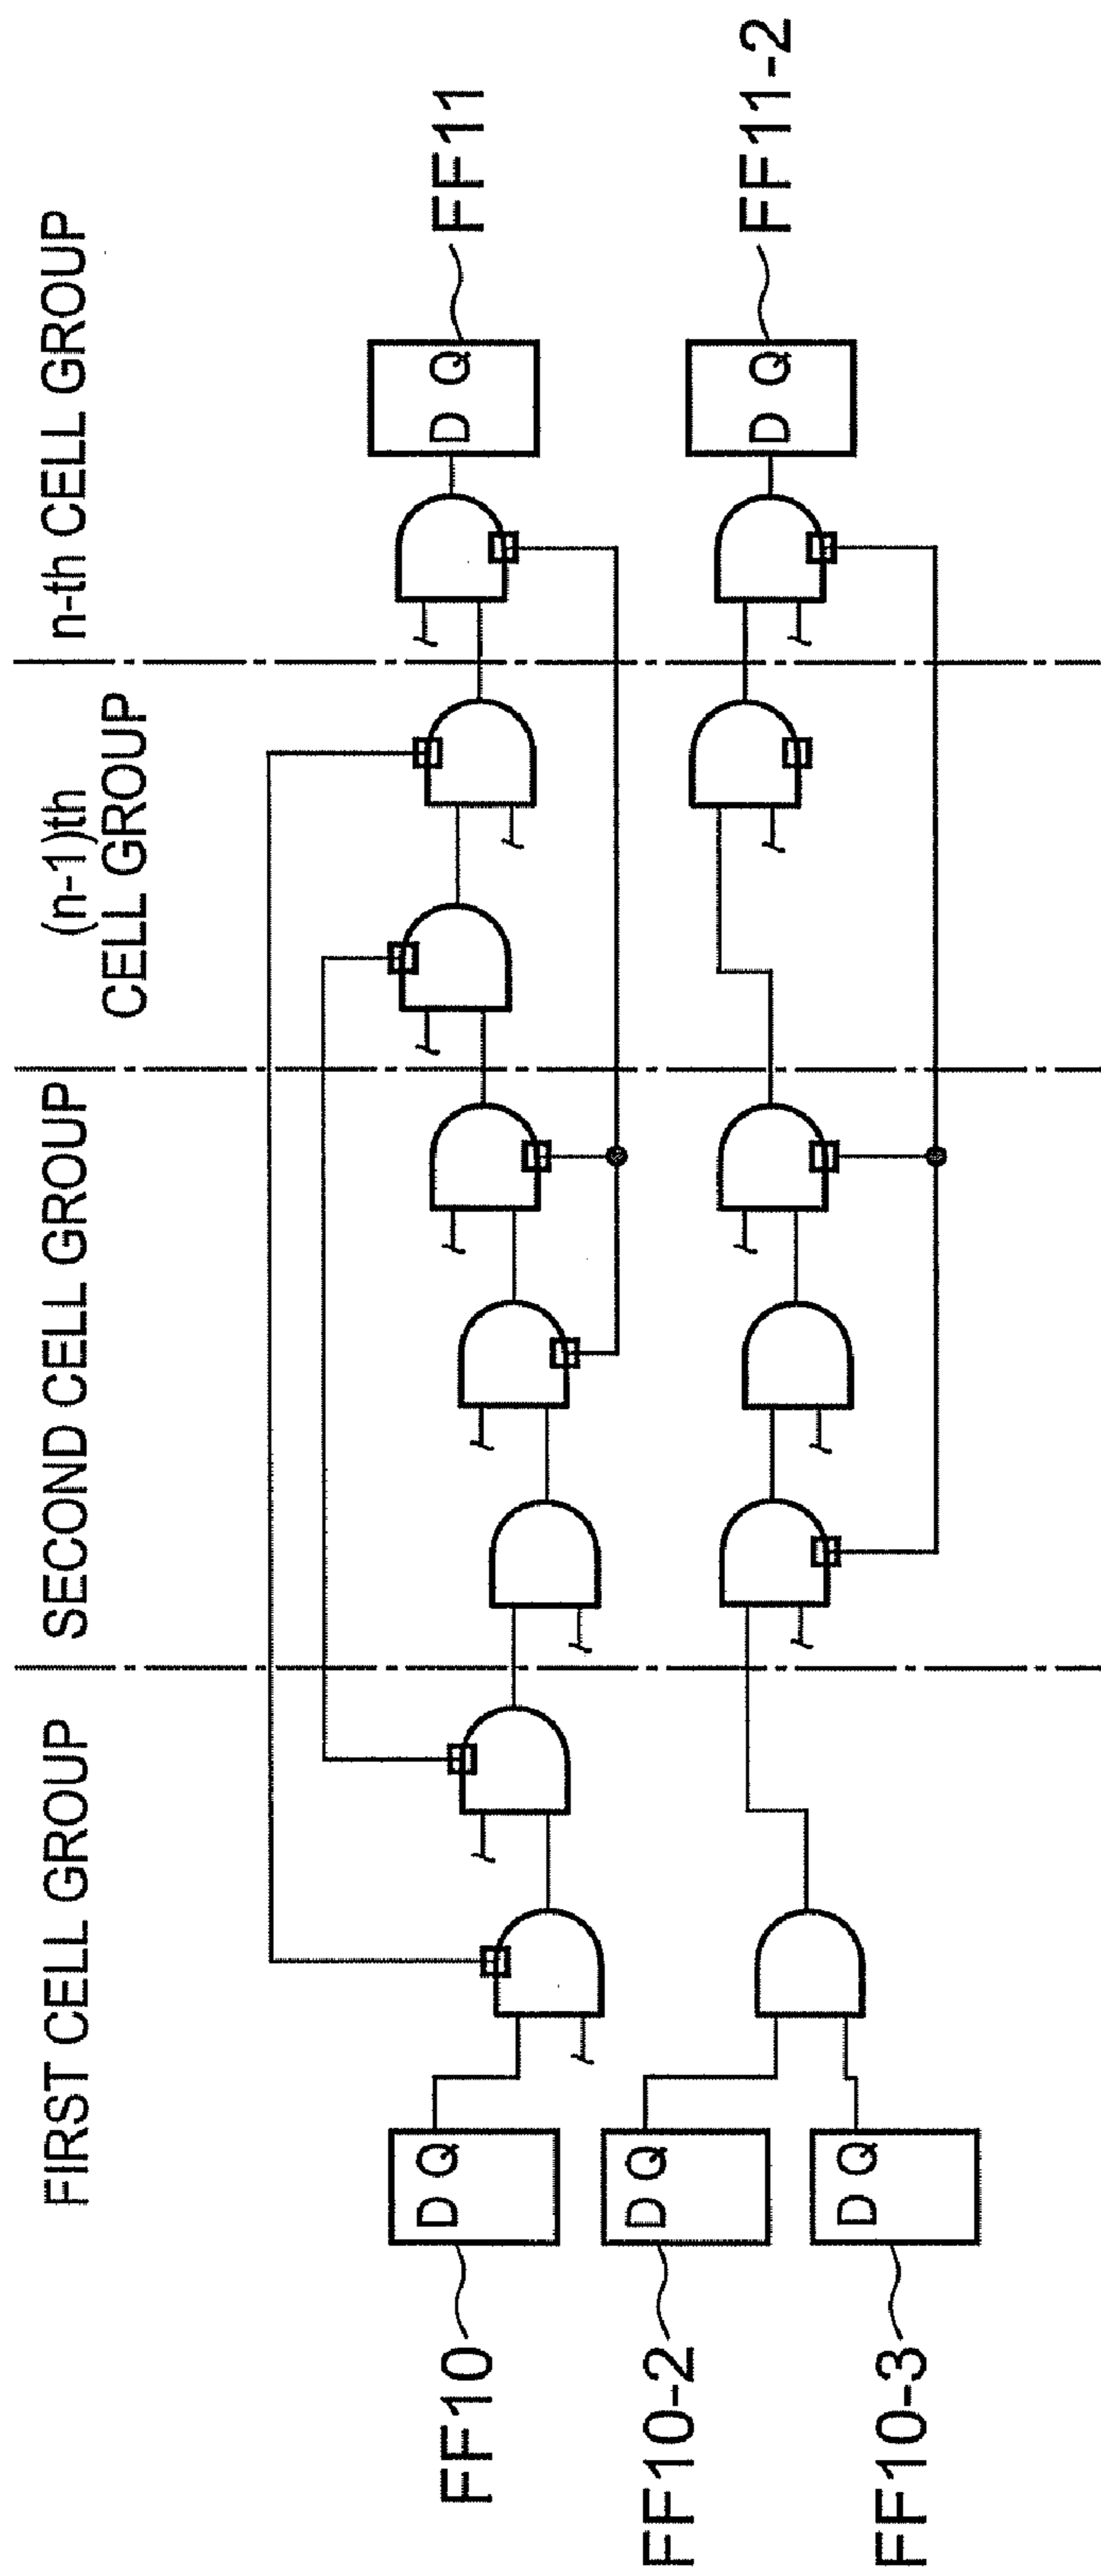 FIRST CELL GROUP
SECOND CELL GROUP
(n-1)th
CELL GROUP
n-th CELL GROUP
FF10
D Q
D Q
FF11
FF10-2
D Q
D Q
FF11-2
FF10-3
D Q